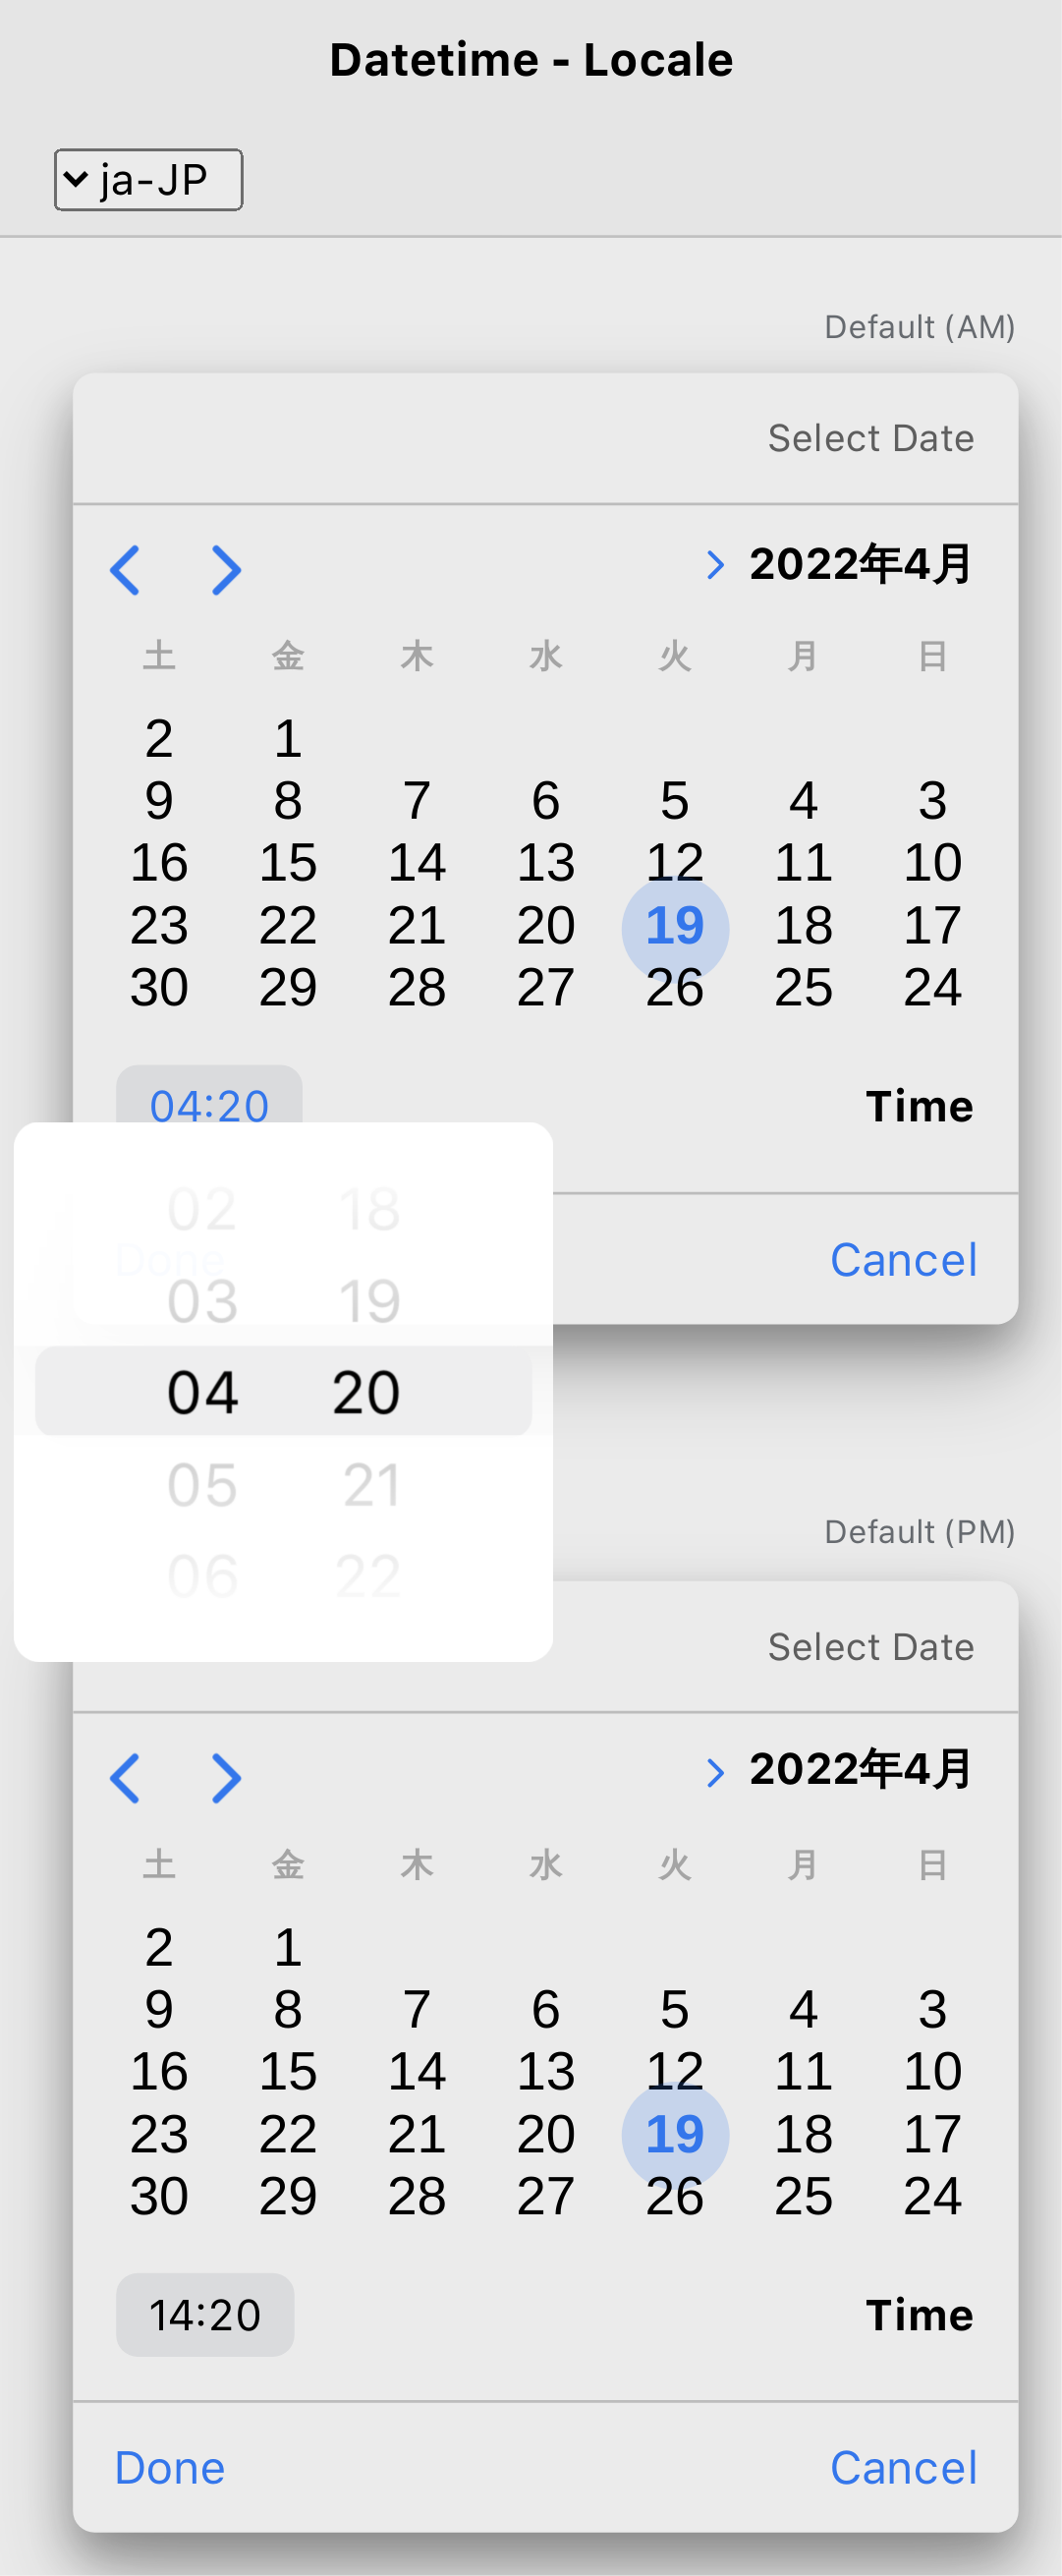 Datetime - Locale
ja-JP
Default (AM)
Select Date
2022年4月
土 金 木 水 火 月 日
2 1
9 8 7 6 5 4 3
16 15 14 13 12 11 10
23 22 21 20 19 18 17
30 29 28 27 26 25 24
04:20 Time
02 18
Done Cancel
03 19
04 20
05 21
Default (PM)
06 22
Select Date
2022年4月
土 金 木 水 火 月 日
2 1
9 8 7 6 5 4 3
16 15 14 13 12 11 10
23 22 21 20 19 18 17
30 29 28 27 26 25 24
14:20 Time
Done Cancel